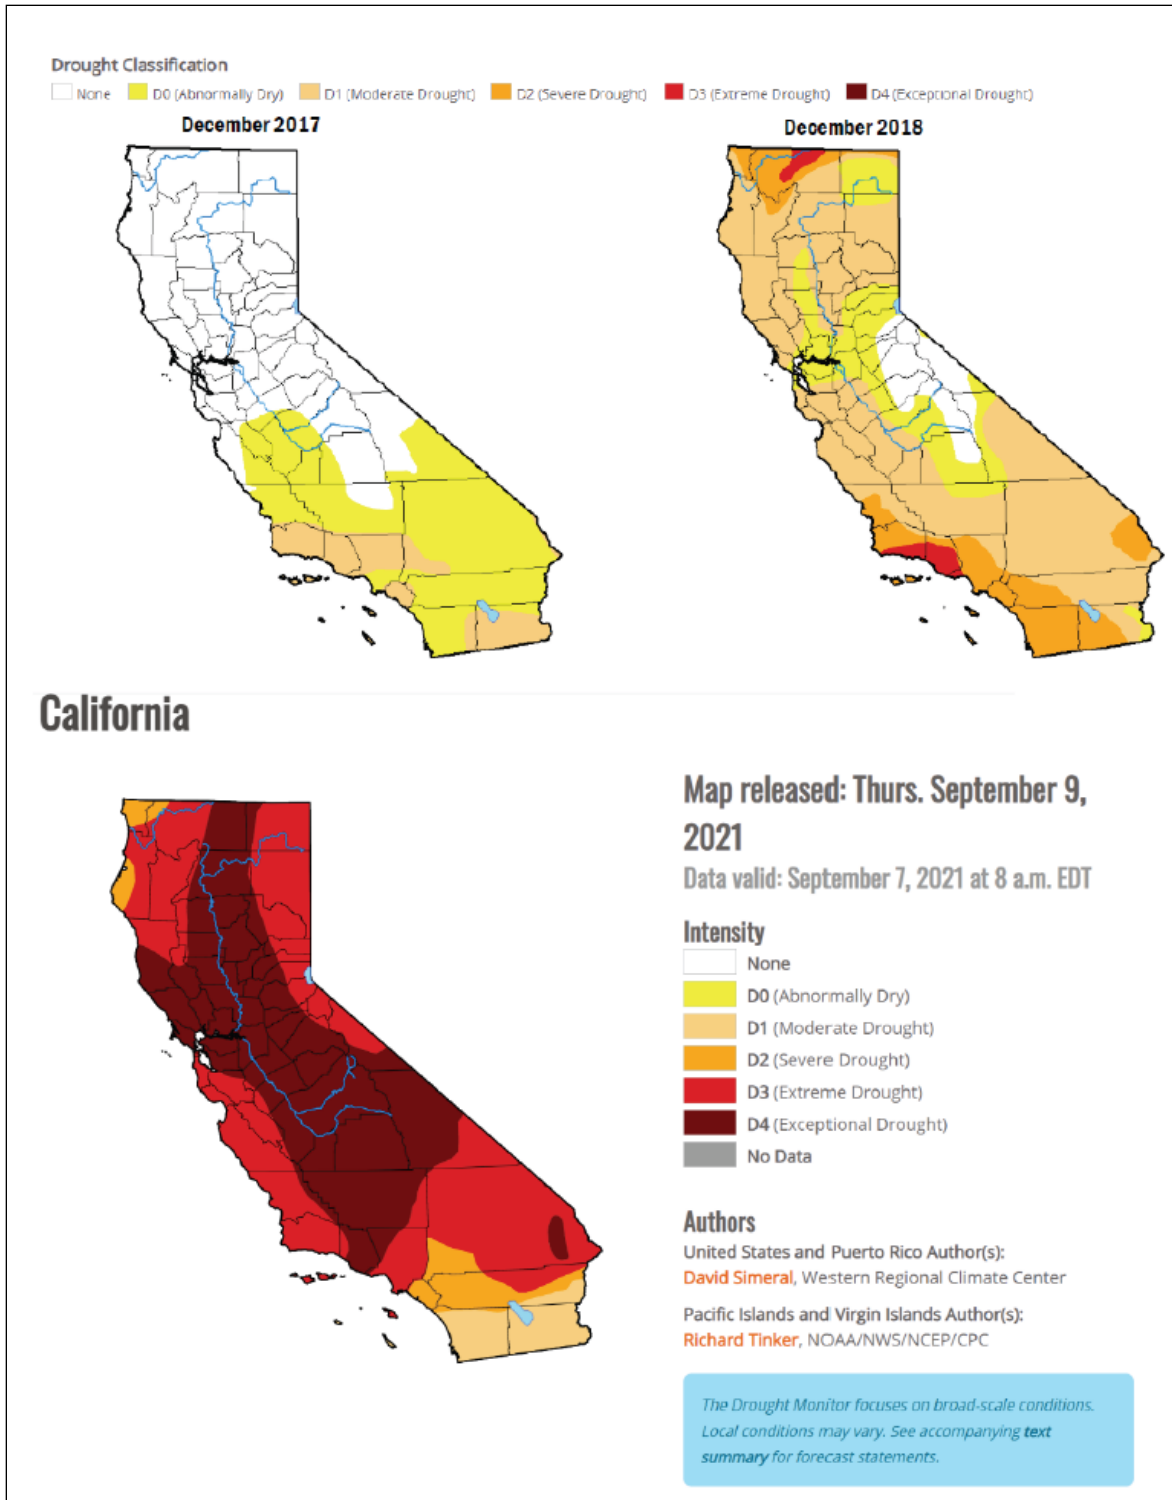 Drought Classification
None D0 (Abnormally Dry) D1 (Moderate Drought) D2 (Severe Drought) D3 (Extreme Drought) D4 (Exceptional Drought)
December 2017
December 2018
California
Map released: Thurs. September 9,
2021
Data valid: September 7, 2021 at 8 a.m. EDT
Intensity
None
D0 (Abnormally Dry)
D1 (Moderate Drought)
D2 (Severe Drought)
D3 (Extreme Drought)
D4 (Exceptional Drought)
No Data
Authors
United States and Puerto Rico Author(s):
David Simeral, Western Regional Climate Center
Pacific Islands and Virgin Islands Author(s):
Richard Tinker, NOAA/NWS/NCEP/CPC
The Drought Monitor focuses on broad-scale conditions.
Local conditions may vary. See accompanying text
summary for forecast statements.